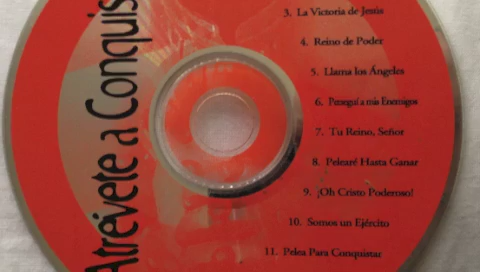 Atrévete a Conquis
3. La Victoria de Jesús
4. Reino de Poder
5. Llama los Ángeles
6. Perseguí a mis Enemigos
7. Tu Reino, Señor
8. Pelearé Hasta Ganar
9. ¡Oh Cristo Poderoso!
10. Somos un Ejército
11. Pelea Para Conquistar